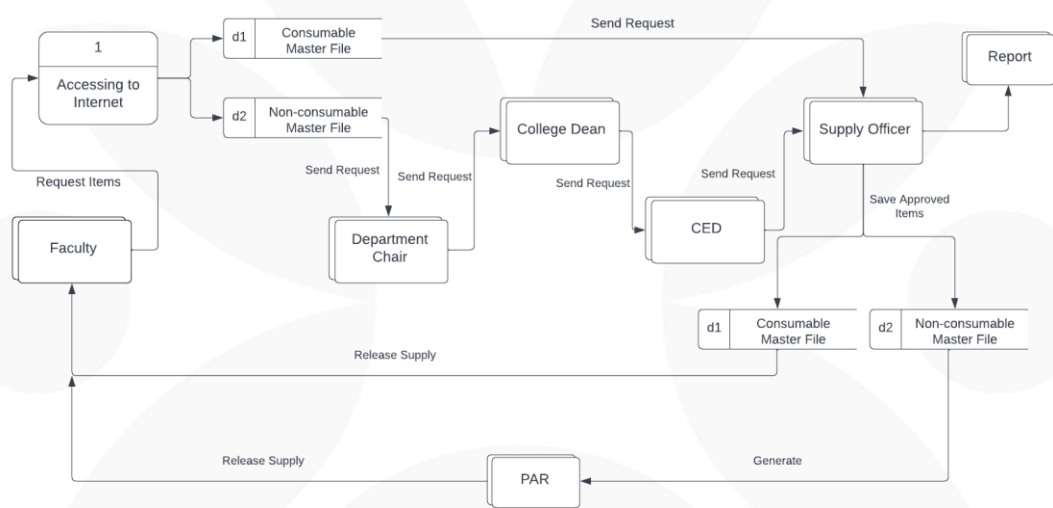 Send Request
1
Accessing to
Internet
d1
Consumable
Master File
Report
d2
Non-consumable
Master File
College Dean
Supply Officer
Send Request
Send Request
Send Request
Send Request
Request Items
Save Approved
Items
Faculty
Department
Chair
CED
d1
Consumable
Master File
d2
Non-consumable
Master File
Release Supply
Release Supply
PAR
Generate